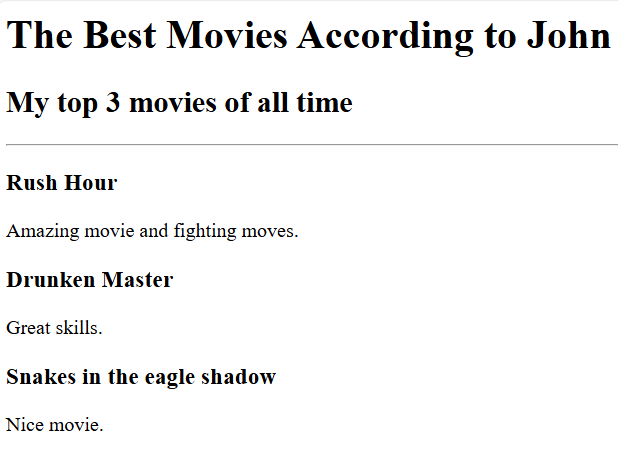 The Best Movies According to John
My top 3 movies of all time
Rush Hour
Amazing movie and fighting moves.
Drunken Master
Great skills.
Snakes in the eagle shadow
Nice movie.